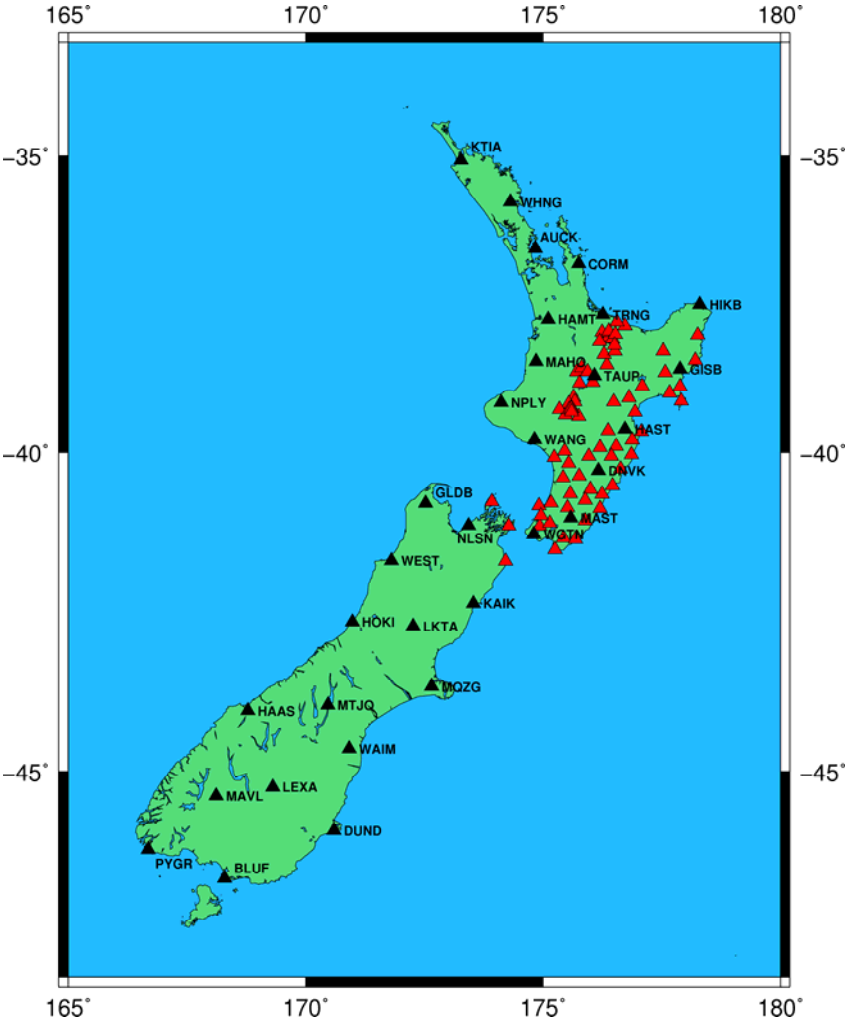 165° 170° 175° 180°
−35° −35°
KTIA
WHNG
AUCK
CORM
HIKB
TRNG
HAMT
MAHO
GISB
TAUP
NPLY
HAST
WANG
−40° −40°
DNVK
GLDB
MAST
WGTN
NLSN
WEST
KAIK
HOKI
LKTA
MQZG
MTJO
HAAS
WAIM
−45° −45°
LEXA
MAVL
DUND
PYGR
BLUF
165° 170° 175° 180°